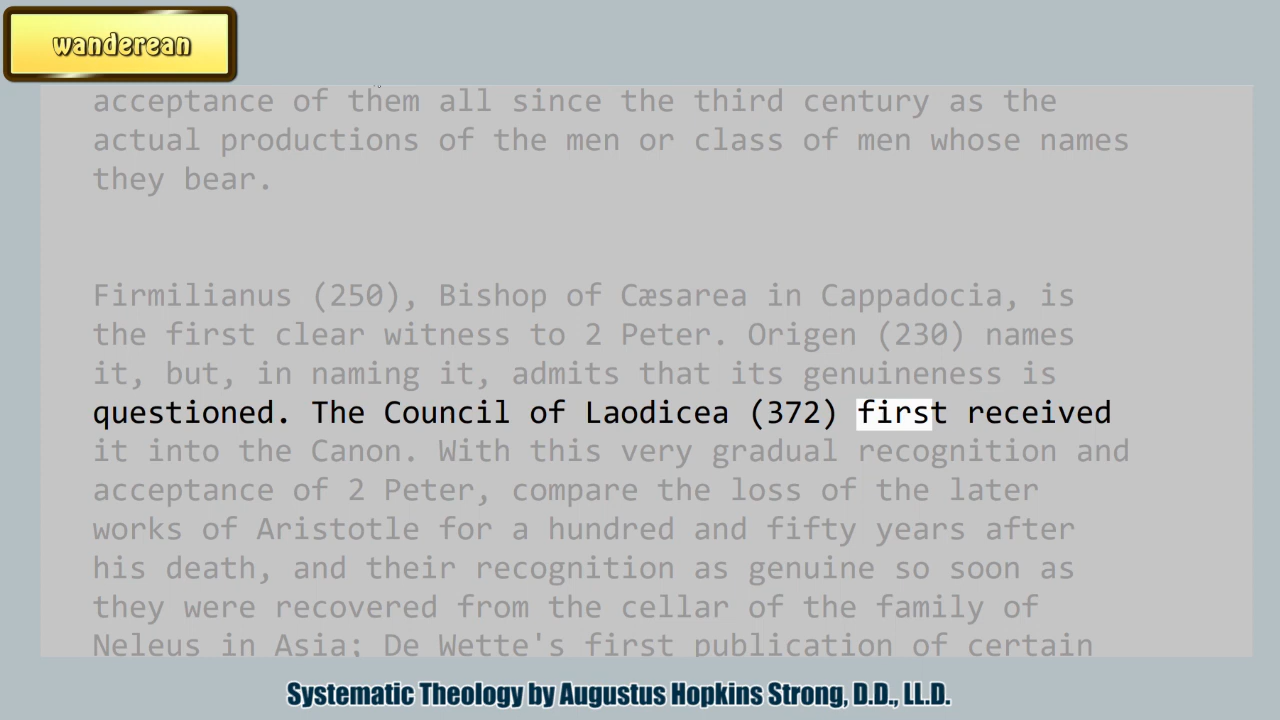 wanderean
acceptance of them all since the third century as the
actual productions of the men or class of men whose names
they bear.
Firmilianus (250), Bishop of Cæsarea in Cappadocia, is
the first clear witness to 2 Peter. Origen (230) names
it, but, in naming it, admits that its genuineness is
questioned. The Council of Laodicea (372) first received
it into the Canon. With this very gradual recognition and
acceptance of 2 Peter, compare the loss of the later
works of Aristotle for a hundred and fifty years after
his death, and their recognition as genuine so soon as
they were recovered from the cellar of the family of
Neleus in Asia; De Wette's first publication of certain
Systematic Theology by Augustus Hopkins Strong, D.D., LL.D.